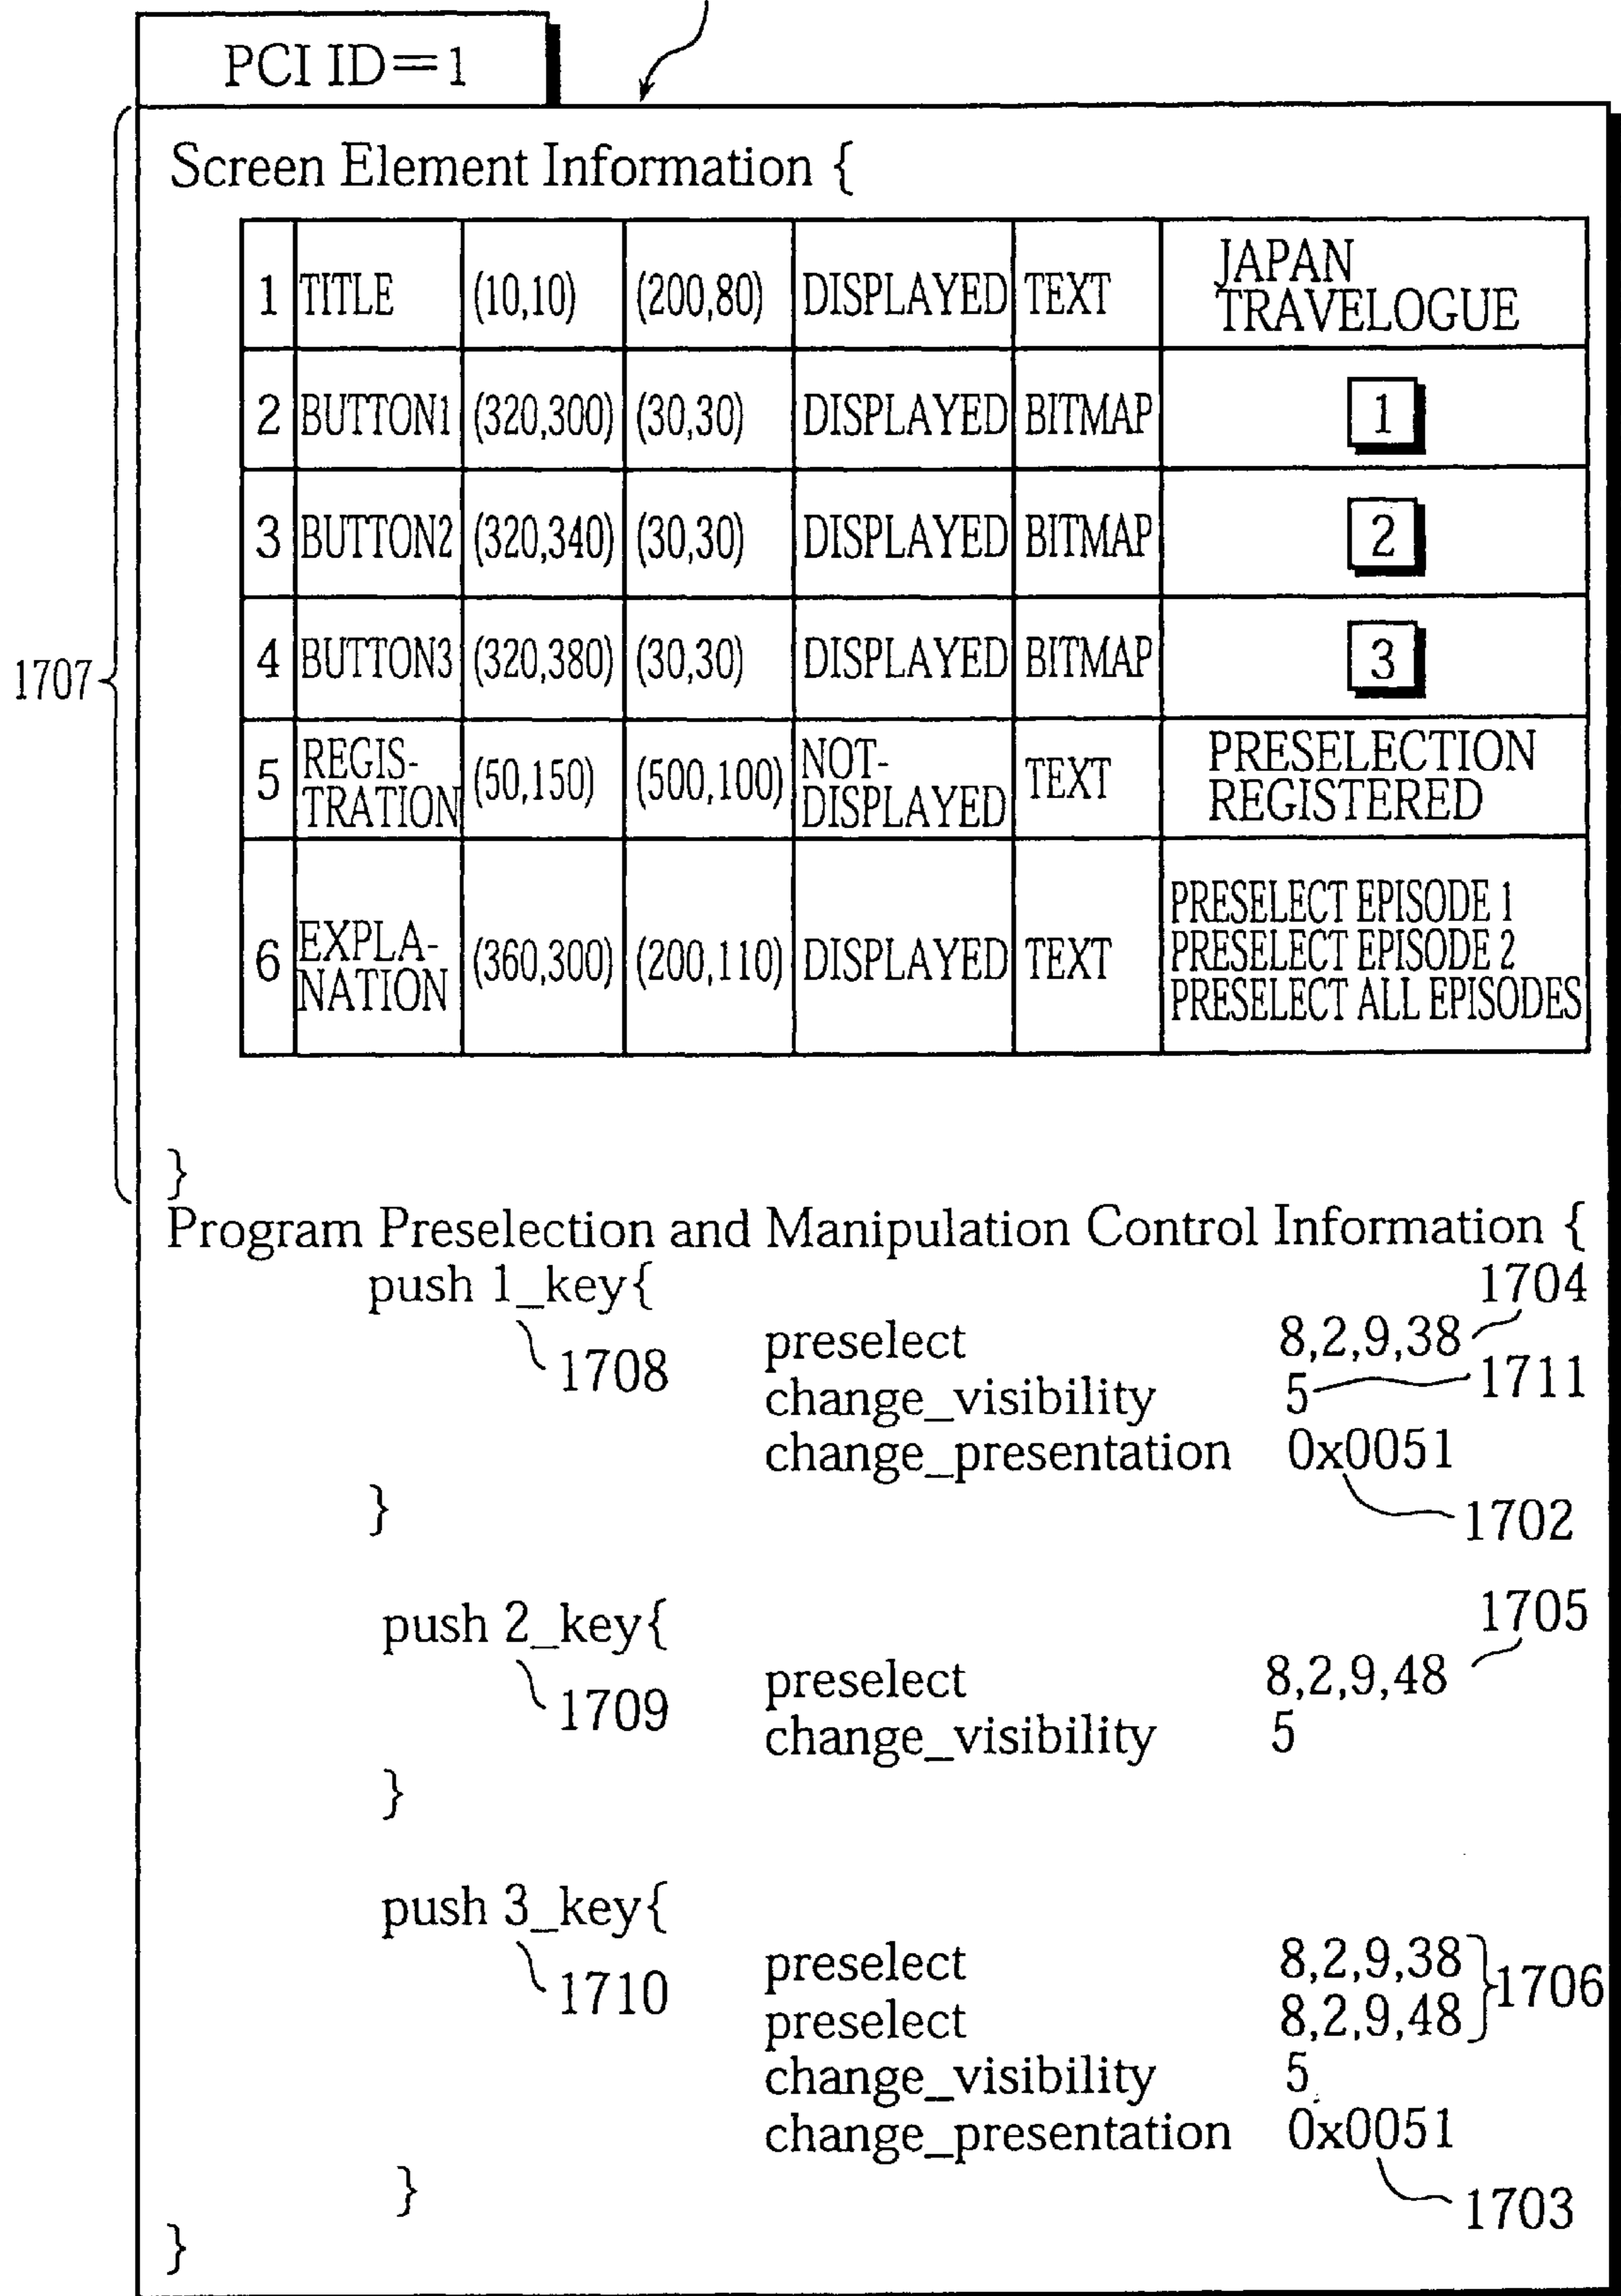 PCI ID=1
Screen Element Information {
1 TITLE (10,10) (200,80) DISPLAYED TEXT JAPAN TRAVELOGUE
2 BUTTON1 (320,300) (30,30) DISPLAYED BITMAP 1
3 BUTTON2 (320,340) (30,30) DISPLAYED BITMAP 2
4 BUTTON3 (320,380) (30,30) DISPLAYED BITMAP 3
1707
5 REGIS-
TRATION (50,150) (500,100) NOT-
DISPLAYED TEXT PRESELECTION
REGISTERED
6 EXPLA-
NATION (360,300) (200,110) DISPLAYED TEXT PRESELECT EPISODE 1
PRESELECT EPISODE 2
PRESELECT ALL EPISODES
}
Program Preselection and Manipulation Control Information {
push 1_key{ 1704
1708 preselect 8,2,9,38
change_visibility 5 1711
change_presentation 0x0051
} 1702
push 2_key{ 1705
1709 preselect 8,2,9,48
change_visibility 5
}
push 3_key{
1710 preselect 8,2,9,38 1706
preselect 8,2,9,48
change_visibility 5
change_presentation 0x0051
} 1703
}